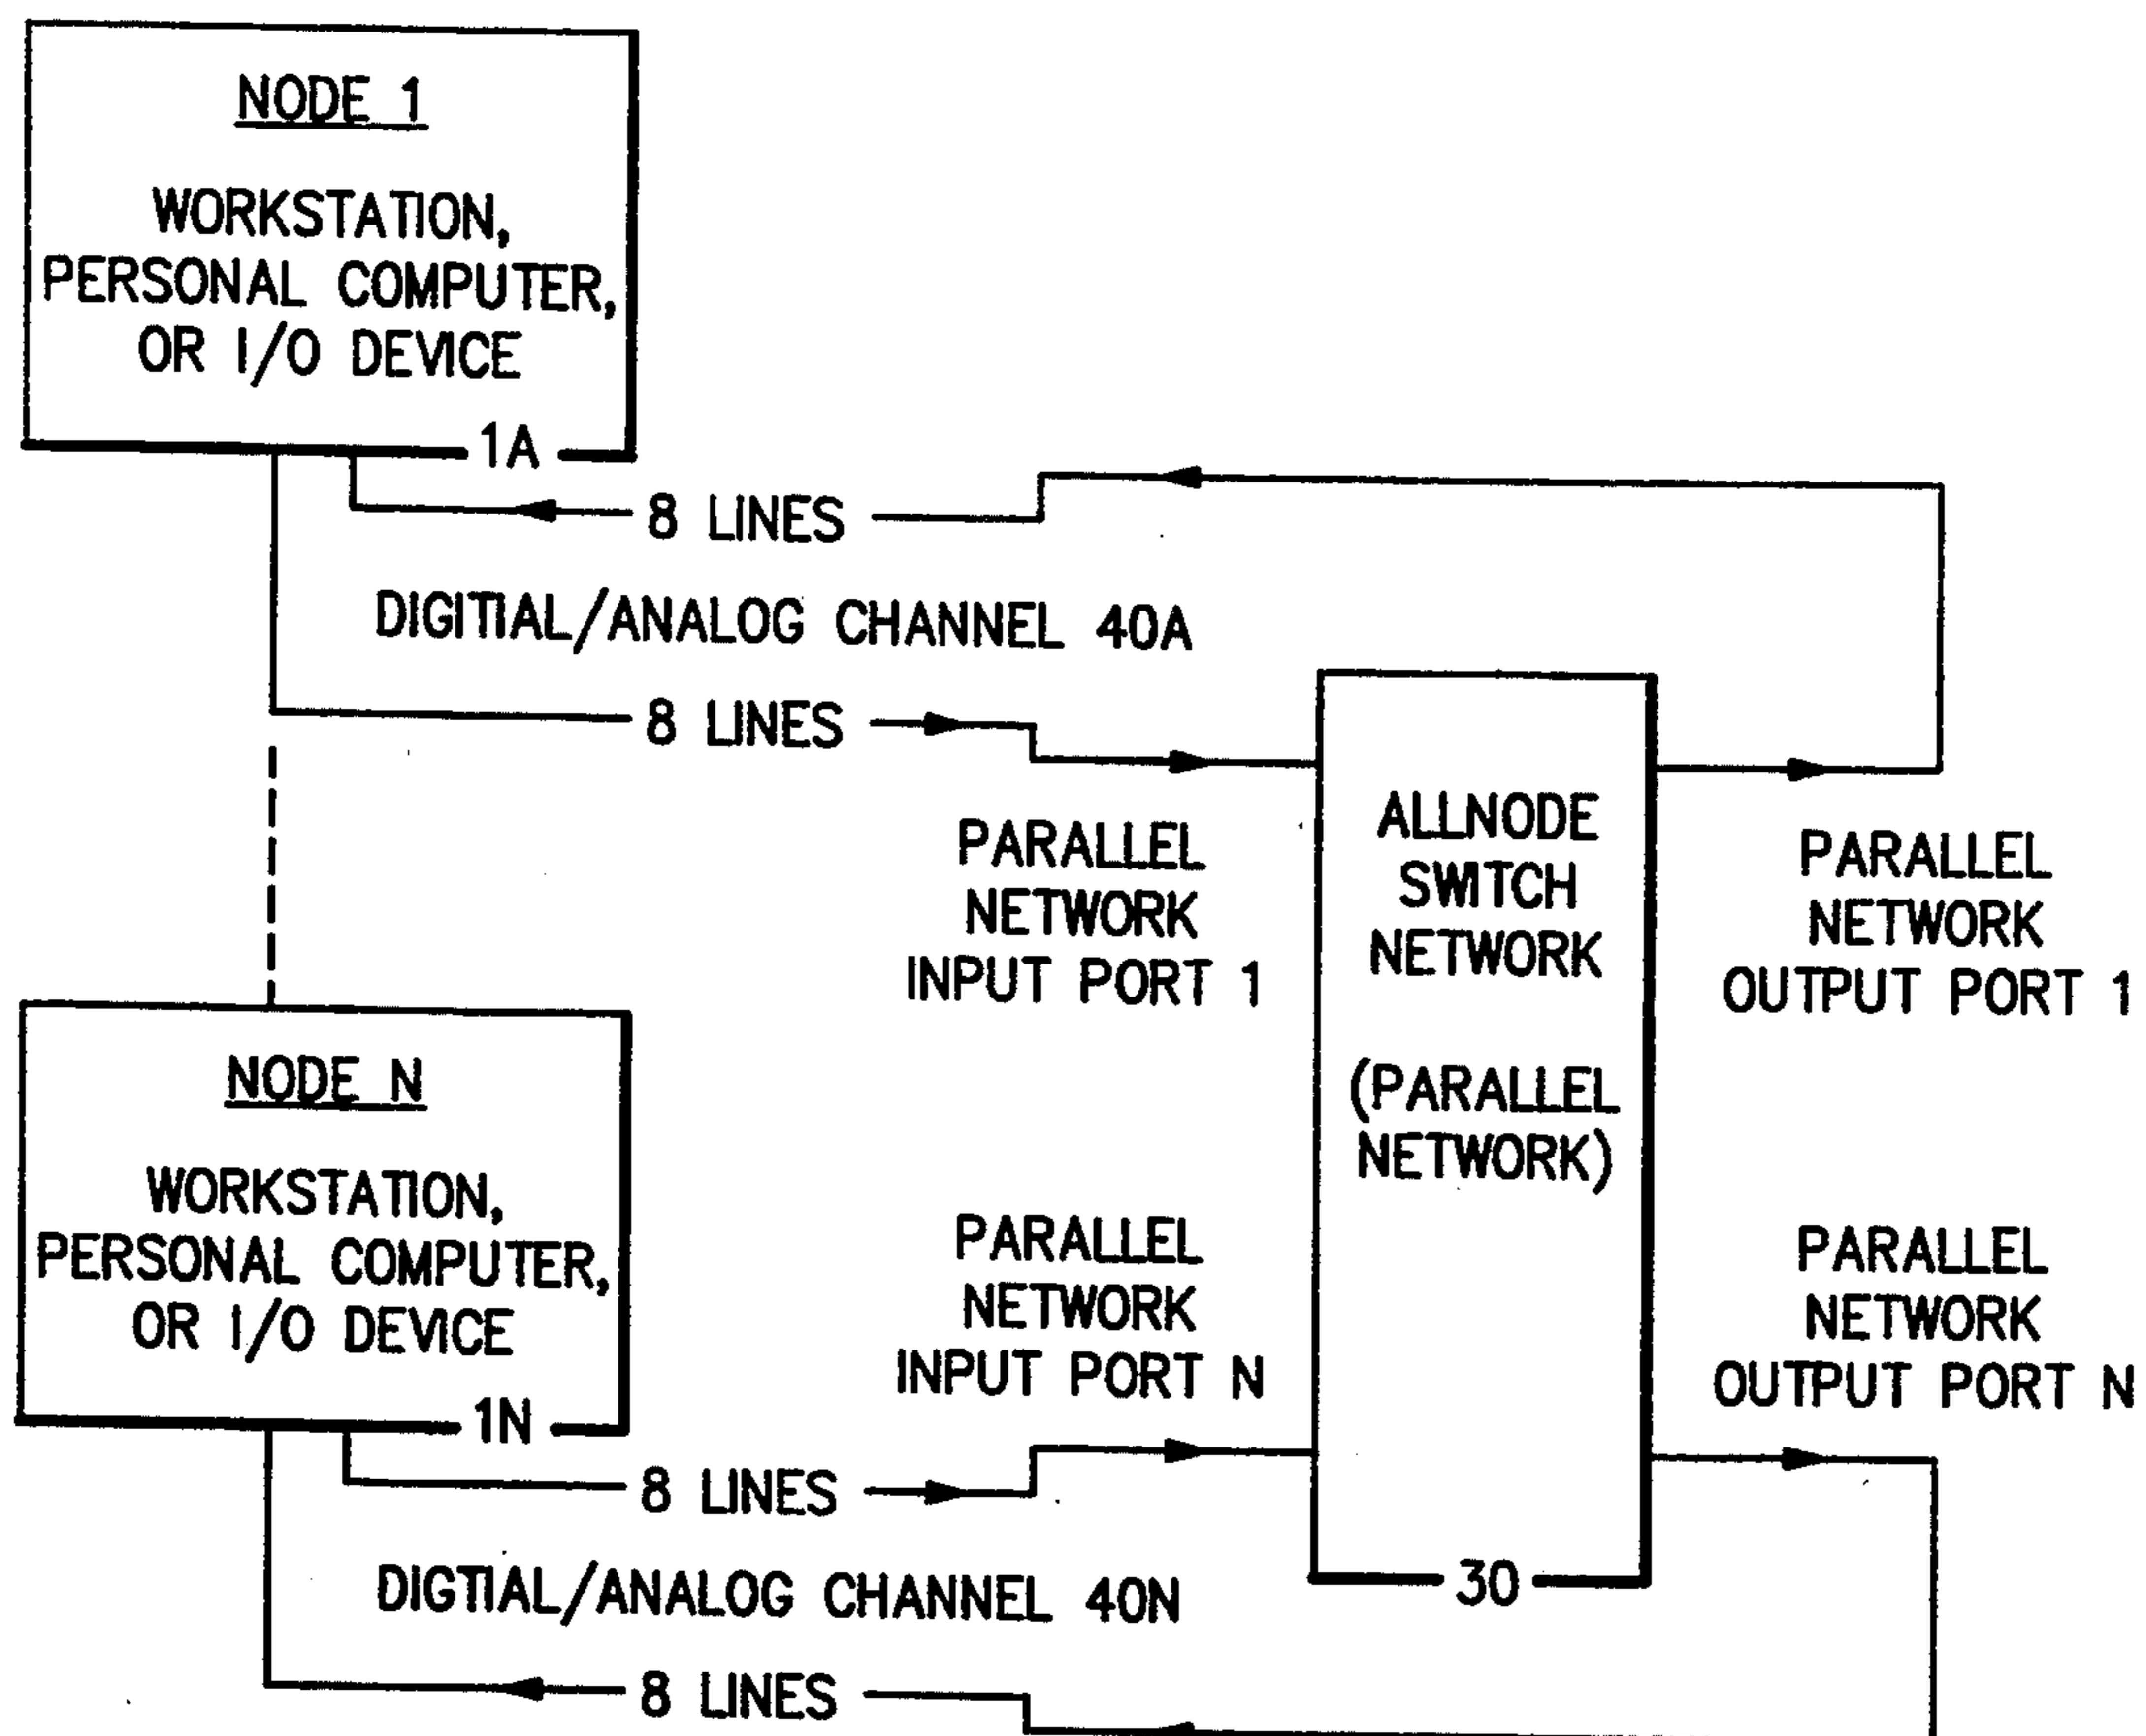 NODE 1
WORKSTATION,
PERSONAL COMPUTER,
OR I/O DEVICE
1A
8 LINES
DIGITIAL/ANALOG CHANNEL 40A
8 LINES
PARALLEL
NETWORK
INPUT PORT 1
ALLNODE
SWITCH
NETWORK
(PARALLEL
NETWORK)
PARALLEL
NETWORK
OUTPUT PORT 1
NODE N
WORKSTATION,
PERSONAL COMPUTER,
OR I/O DEVICE
1N
PARALLEL
NETWORK
INPUT PORT N
PARALLEL
NETWORK
OUTPUT PORT N
8 LINES
DIGTIAL/ANALOG CHANNEL 40N
30
8 LINES